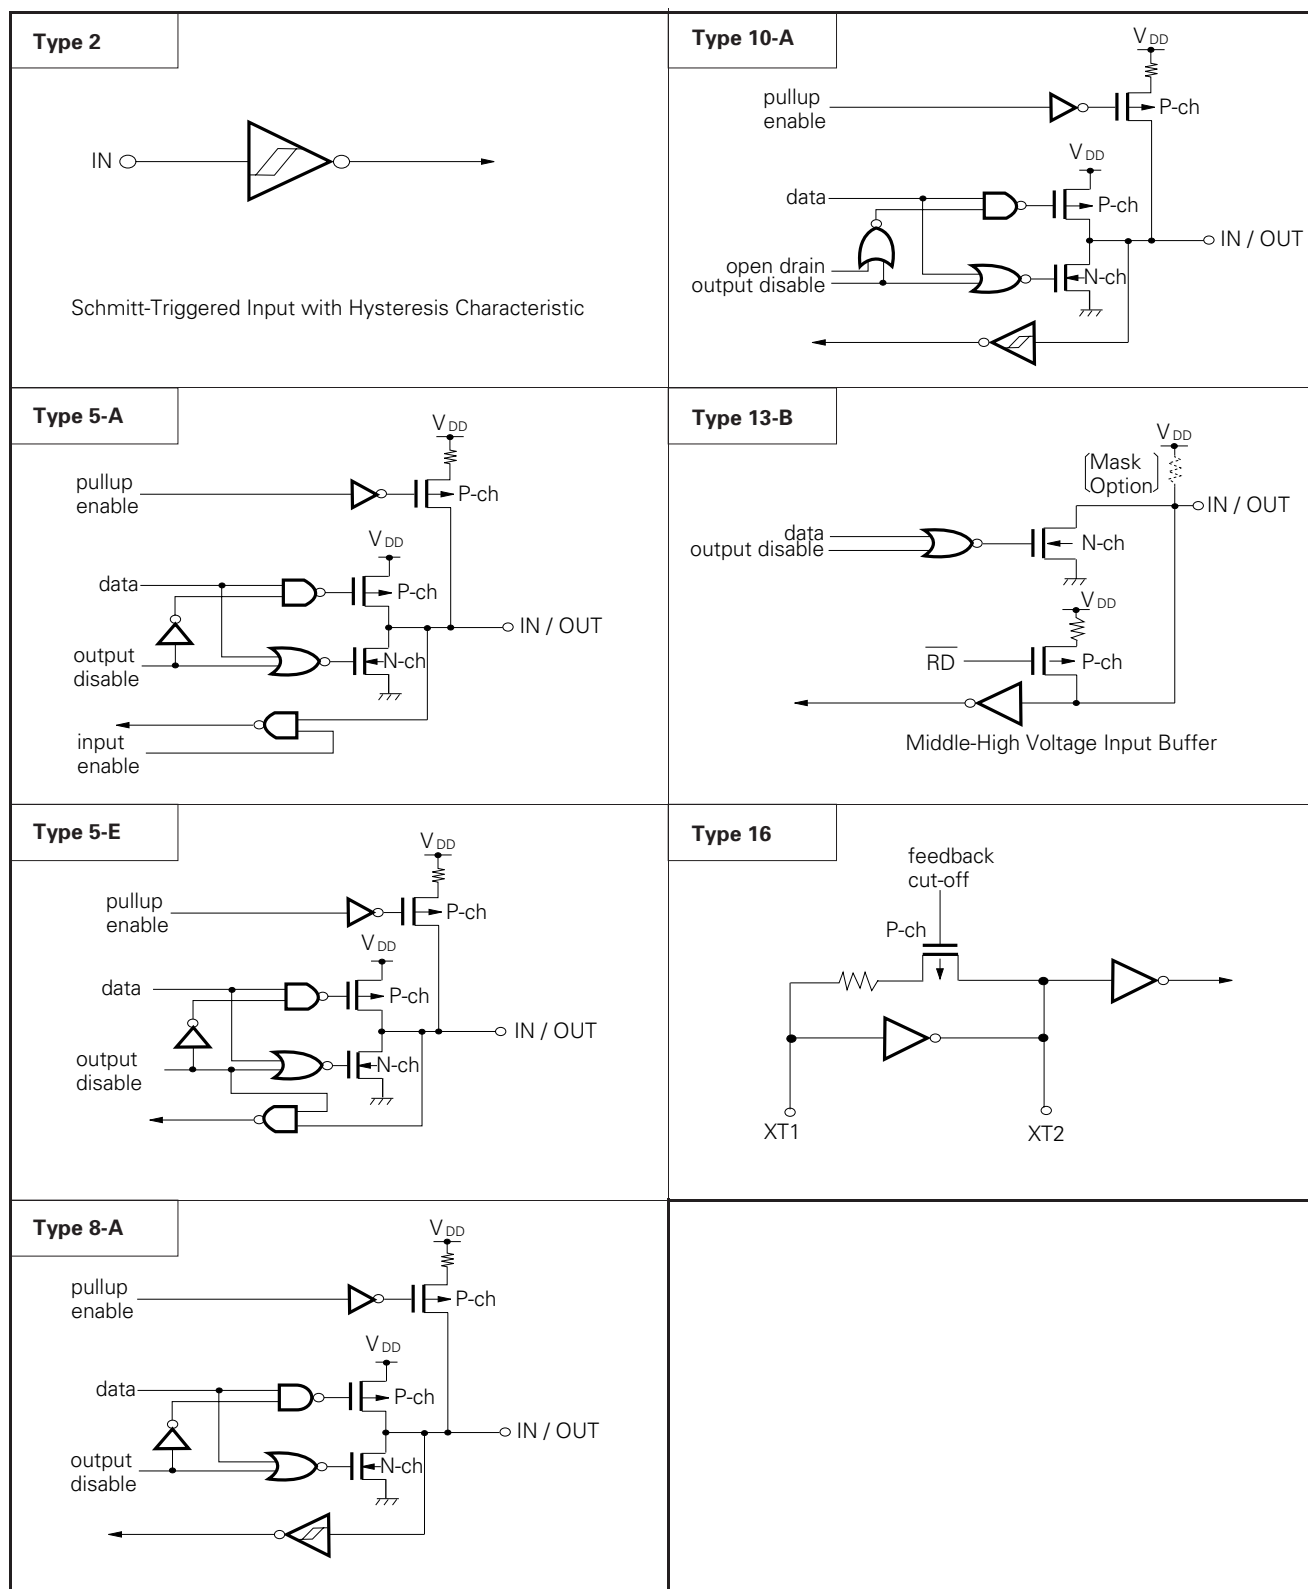 Type 2
IN
Schmitt-Triggered Input with Hysteresis Characteristic
Type 10-A
VDD
pullup
enable
P-ch
VDD
data
P-ch
IN / OUT
open drain
output disable
N-ch
Type 5-A
VDD
pullup
enable
P-ch
VDD
data
P-ch
IN / OUT
output
disable
N-ch
input
enable
Type 13-B
VDD
(Mask
Option)
IN / OUT
data
output disable
N-ch
VDD
RD
P-ch
Middle-High Voltage Input Buffer
Type 5-E
VDD
pullup
enable
P-ch
VDD
data
P-ch
IN / OUT
output
disable
N-ch
Type 16
feedback
cut-off
P-ch
XT1
XT2
Type 8-A
VDD
pullup
enable
P-ch
VDD
data
P-ch
IN / OUT
output
disable
N-ch